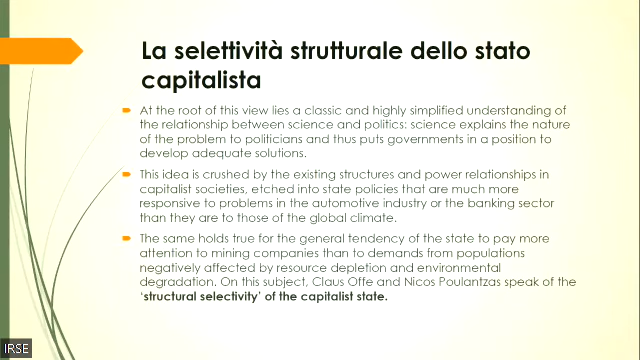 La selettività strutturale dello stato
capitalista
At the root of this view lies a classic and highly simplified understanding of
the relationship between science and politics: science explains the nature
of the problem to politicians and thus puts governments in a position to
develop adequate solutions.
This idea is crushed by the existing structures and power relationships in
capitalist societies, etched into state policies that are much more
responsive to problems in the automotive industry or the banking sector
than they are to those of the global climate.
The same holds true for the general tendency of the state to pay more
attention to mining companies than to demands from populations
negatively affected by resource depletion and environmental
degradation. On this subject, Claus Offe and Nicos Poulantzas speak of the
‘structural selectivity’ of the capitalist state.
IRSE